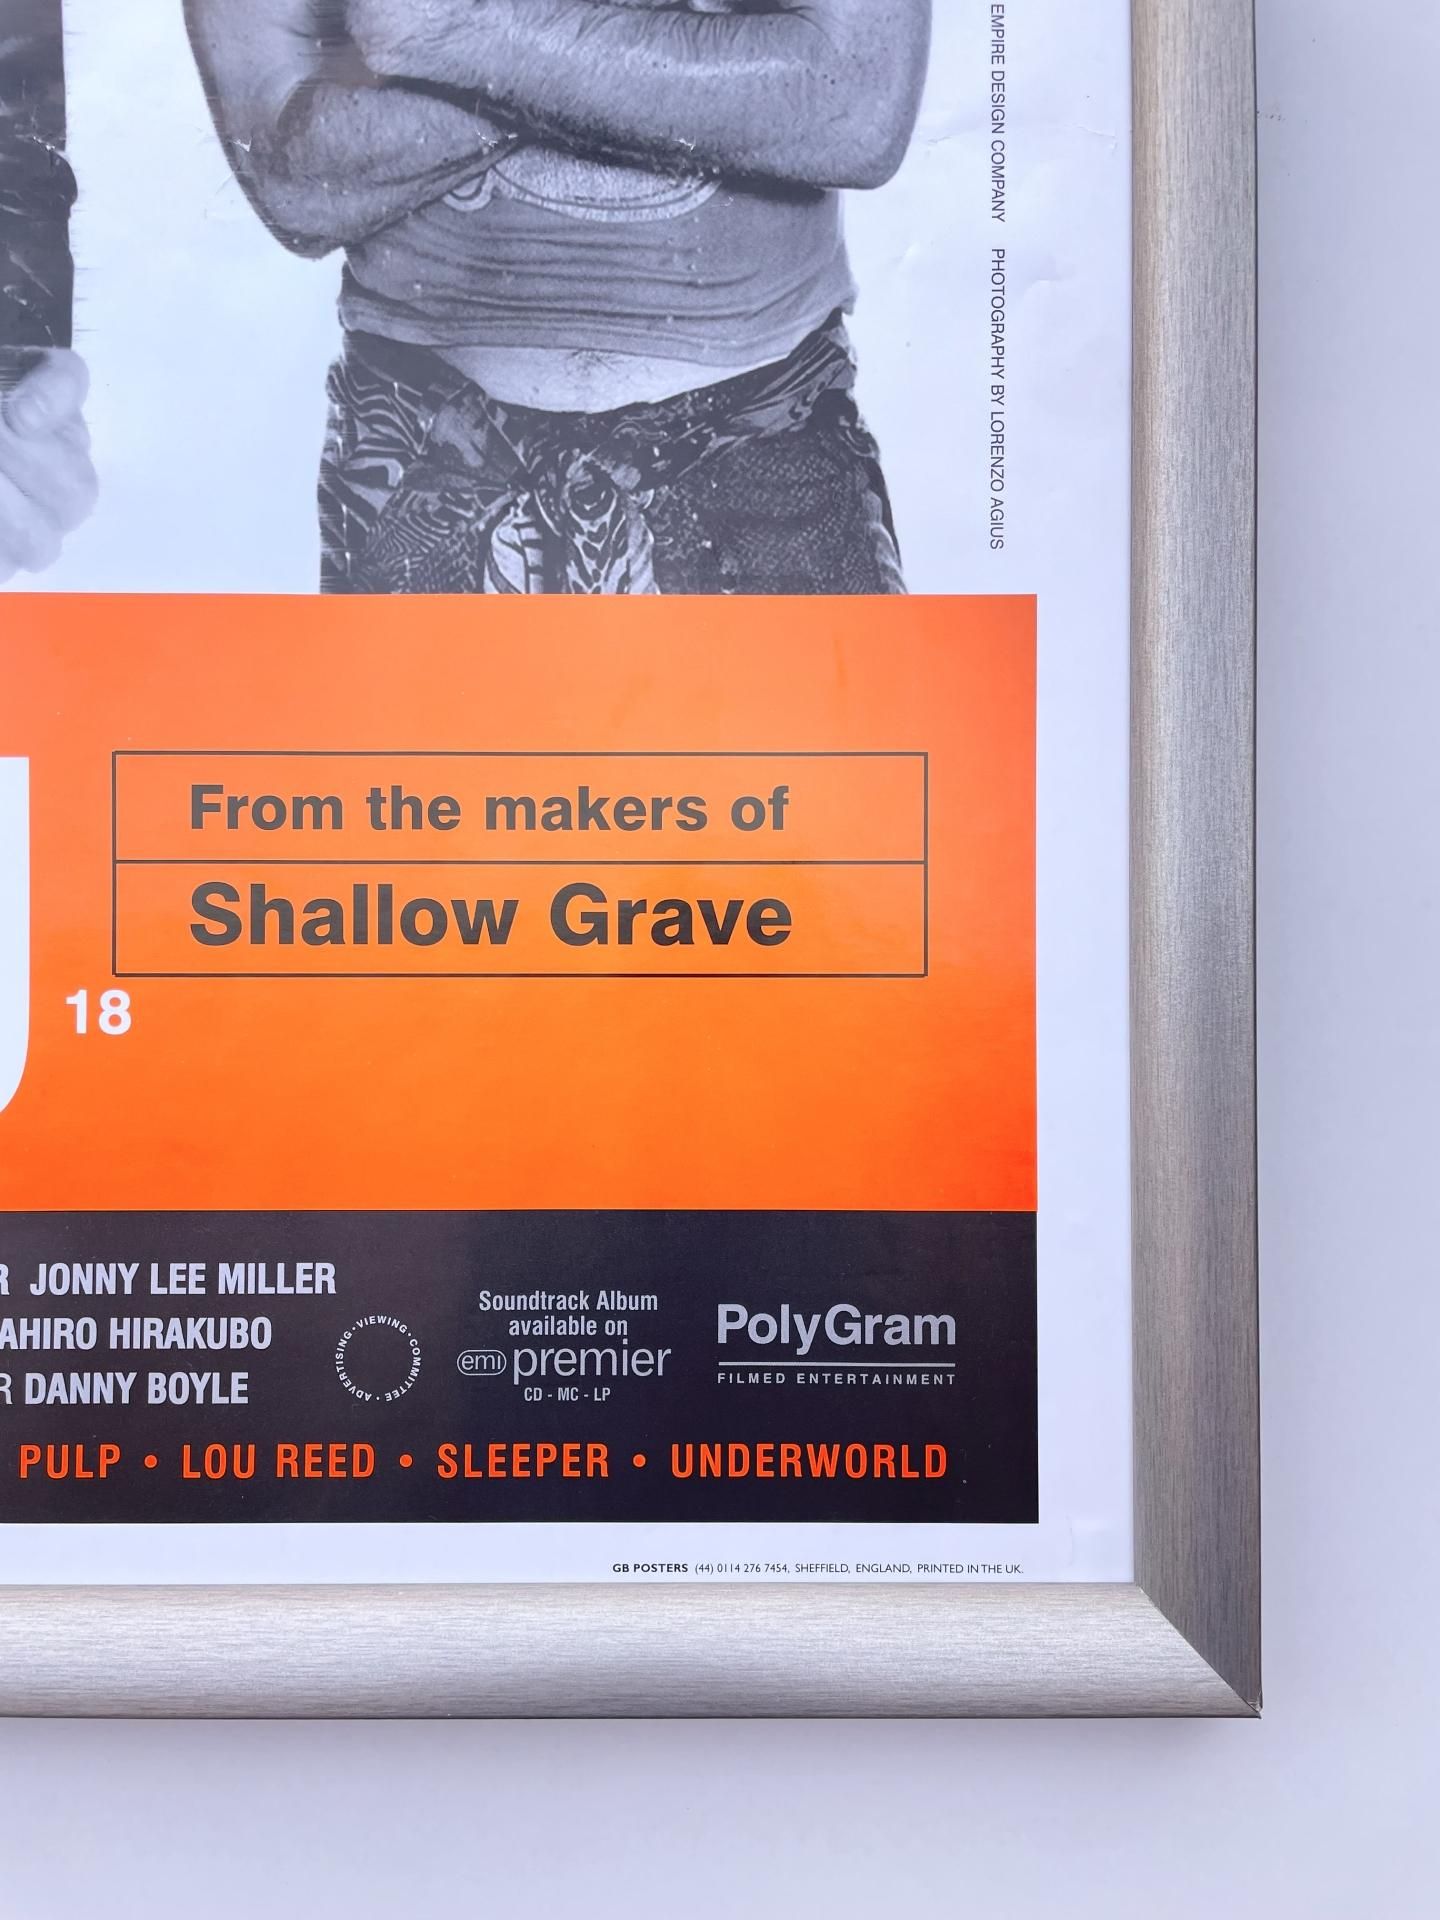 EMPIRE DESIGN COMPANY PHOTOGRAPHY BY LORENZO AGIUS
From the makers of
Shallow Grave
18
JONNY LEE MILLER
AHIRO HIRAKUBO
R DANNY BOYLE
ADVERTISING • VIEWING • COMMITTEE •
Soundtrack Album
available on
emi premier
CD - MC - LP
PolyGram
FILMED ENTERTAINMENT
PULP • LOU REED • SLEEPER • UNDERWORLD
GB POSTERS (44) 0114 276 7454, SHEFFIELD, ENGLAND, PRINTED IN THE UK.